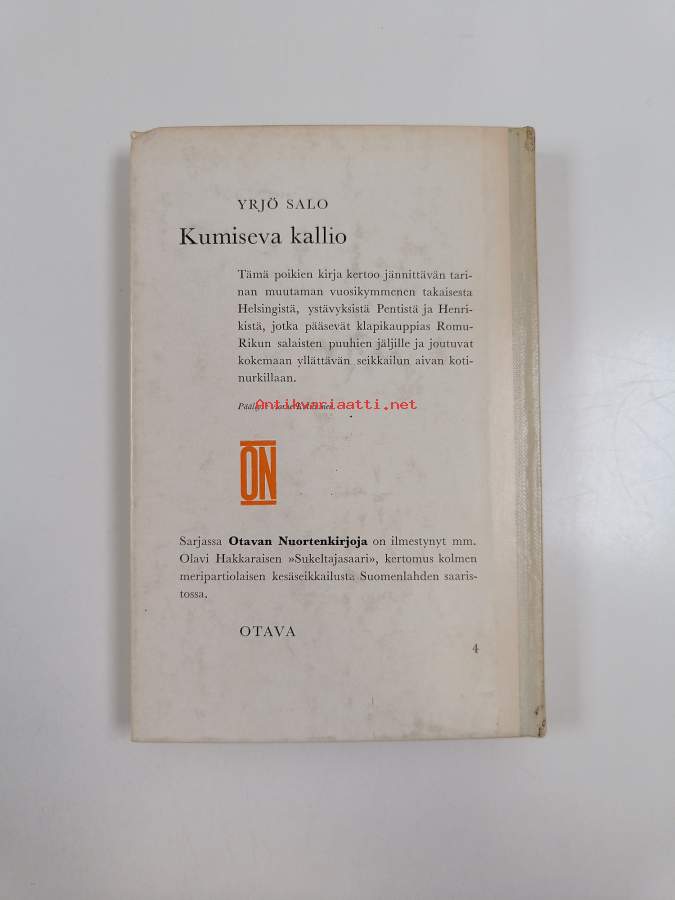 YRJÖ SALO
Kumiseva kallio
Tämä poikien kirja kertoo jännittävän tari-
nan muutaman vuosikymmenen takaisesta
Helsingistä, ystävyksistä Pentistä ja Henri-
kistä, jotka pääsevät klapikauppias Romu-
Rikun salaisten puuhien jäljille ja joutuvat
kokemaan yllättävän seikkailun aivan koti-
nurkillaan.
Antikvariaatti.net
ON
Sarjassa Otavan Nuortenkirjoja on ilmestynyt mm.
Olavi Hakkaraisen »Sukeltajasaari», kertomus kolmen
meripartiolaisen kesäseikkailusta Suomenlahden saaris-
tossa.
OTAVA
4